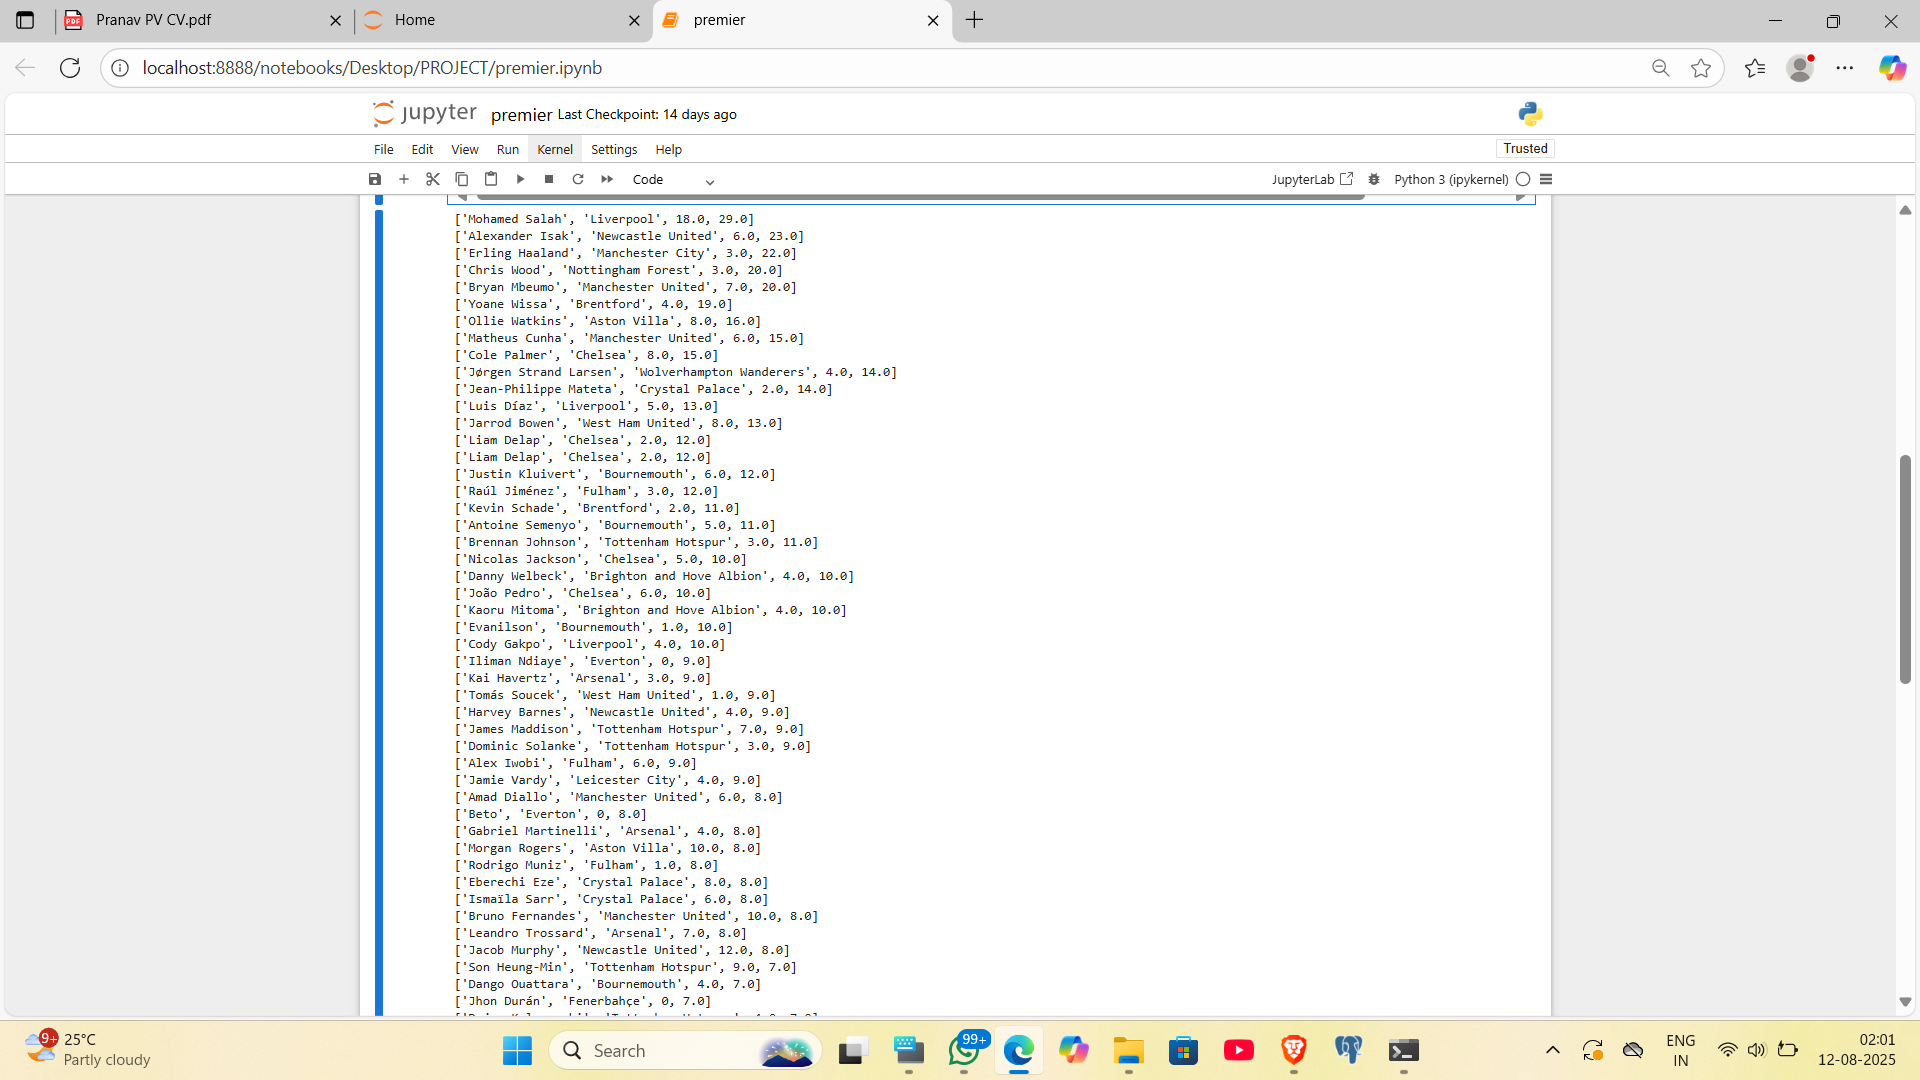 Pranav PV CV.pdf
Home
premier
localhost:8888/notebooks/Desktop/PROJECT/premier.ipynb
jupyter premier Last Checkpoint: 14 days ago
File Edit View Run Kernel Settings Help
Trusted
Code
JupyterLab
Python 3 (ipykernel)
['Mohamed Salah', 'Liverpool', 18.0, 29.0]
['Alexander Isak', 'Newcastle United', 6.0, 23.0]
['Erling Haaland', 'Manchester City', 3.0, 22.0]
['Chris Wood', 'Nottingham Forest', 3.0, 20.0]
['Bryan Mbeumo', 'Manchester United', 7.0, 20.0]
['Yoane Wissa', 'Brentford', 4.0, 19.0]
['Ollie Watkins', 'Aston Villa', 8.0, 16.0]
['Matheus Cunha', 'Manchester United', 6.0, 15.0]
['Cole Palmer', 'Chelsea', 8.0, 15.0]
['Jørgen Strand Larsen', 'Wolverhampton Wanderers', 4.0, 14.0]
['Jean-Philippe Mateta', 'Crystal Palace', 2.0, 14.0]
['Luis Díaz', 'Liverpool', 5.0, 13.0]
['Jarrod Bowen', 'West Ham United', 8.0, 13.0]
['Liam Delap', 'Chelsea', 2.0, 12.0]
['Liam Delap', 'Chelsea', 2.0, 12.0]
['Justin Kluivert', 'Bournemouth', 6.0, 12.0]
['Raúl Jiménez', 'Fulham', 3.0, 12.0]
['Kevin Schade', 'Brentford', 2.0, 11.0]
['Antoine Semenyo', 'Bournemouth', 5.0, 11.0]
['Brennan Johnson', 'Tottenham Hotspur', 3.0, 11.0]
['Nicolas Jackson', 'Chelsea', 5.0, 10.0]
['Danny Welbeck', 'Brighton and Hove Albion', 4.0, 10.0]
['João Pedro', 'Chelsea', 6.0, 10.0]
['Kaoru Mitoma', 'Brighton and Hove Albion', 4.0, 10.0]
['Evanilson', 'Bournemouth', 1.0, 10.0]
['Cody Gakpo', 'Liverpool', 4.0, 10.0]
['Iliman Ndiaye', 'Everton', 0, 9.0]
['Kai Havertz', 'Arsenal', 3.0, 9.0]
['Tomás Soucek', 'West Ham United', 1.0, 9.0]
['Harvey Barnes', 'Newcastle United', 4.0, 9.0]
['James Maddison', 'Tottenham Hotspur', 7.0, 9.0]
['Dominic Solanke', 'Tottenham Hotspur', 3.0, 9.0]
['Alex Iwobi', 'Fulham', 6.0, 9.0]
['Jamie Vardy', 'Leicester City', 4.0, 9.0]
['Amad Diallo', 'Manchester United', 6.0, 8.0]
['Beto', 'Everton', 0, 8.0]
['Gabriel Martinelli', 'Arsenal', 4.0, 8.0]
['Morgan Rogers', 'Aston Villa', 10.0, 8.0]
['Rodrigo Muniz', 'Fulham', 1.0, 8.0]
['Eberechi Eze', 'Crystal Palace', 8.0, 8.0]
['Ismaïla Sarr', 'Crystal Palace', 6.0, 8.0]
['Bruno Fernandes', 'Manchester United', 10.0, 8.0]
['Leandro Trossard', 'Arsenal', 7.0, 8.0]
['Jacob Murphy', 'Newcastle United', 12.0, 8.0]
['Son Heung-Min', 'Tottenham Hotspur', 9.0, 7.0]
['Dango Ouattara', 'Bournemouth', 4.0, 7.0]
['Jhon Durán', 'Fenerbahçe', 0, 7.0]
9+
25°C
Partly cloudy
Search
99+
ENG
IN
02:01
12-08-2025